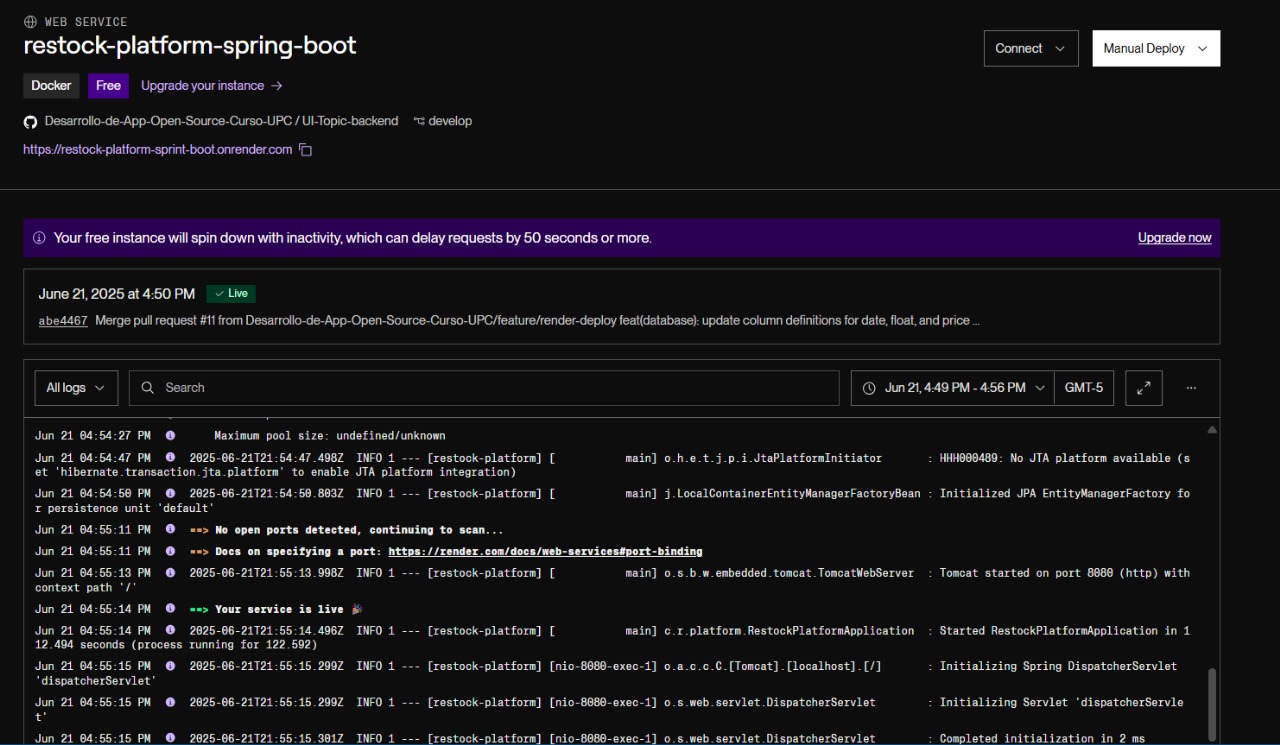 WEB SERVICE
restock-platform-spring-boot
Connect
Manual Deploy
Docker Free Upgrade your instance →
Desarrollo-de-App-Open-Source-Curso-UPC / UI-Topic-backend develop
https://restock-platform-sprint-boot.onrender.com
Your free instance will spin down with inactivity, which can delay requests by 50 seconds or more.
Upgrade now
June 21, 2025 at 4:50 PM ✓ Live
abe4467 Merge pull request #11 from Desarrollo-de-App-Open-Source-Curso-UPC/feature/render-deploy feat(database): update column definitions for date, float, and price ...
All logs
Search
Jun 21, 4:49 PM - 4:56 PM
GMT-5
...
Jun 21 04:54:27 PM Maximum pool size: undefined/unknown
Jun 21 04:54:47 PM 2025-06-21T21:54:47.498Z INFO 1 --- [restock-platform] [ main] o.h.e.t.j.p.i.JtaPlatformInitiator : HHH000489: No JTA platform available (s
et 'hibernate.transaction.jta.platform' to enable JTA platform integration)
Jun 21 04:54:50 PM 2025-06-21T21:54:50.803Z INFO 1 --- [restock-platform] [ main] j.LocalContainerEntityManagerFactoryBean : Initialized JPA EntityManagerFactory fo
r persistence unit 'default'
Jun 21 04:55:11 PM ==> No open ports detected, continuing to scan...
Jun 21 04:55:11 PM ==> Docs on specifying a port: https://render.com/docs/web-services#port-binding
Jun 21 04:55:13 PM 2025-06-21T21:55:13.998Z INFO 1 --- [restock-platform] [ main] o.s.b.w.embedded.tomcat.TomcatWebServer : Tomcat started on port 8080 (http) with
context path '/'
Jun 21 04:55:14 PM ==> Your service is live 🎉
Jun 21 04:55:14 PM 2025-06-21T21:55:14.496Z INFO 1 --- [restock-platform] [ main] c.r.platform.RestockPlatformApplication : Started RestockPlatformApplication in 1
12.494 seconds (process running for 122.592)
Jun 21 04:55:15 PM 2025-06-21T21:55:15.299Z INFO 1 --- [restock-platform] [nio-8080-exec-1] o.a.c.c.C.[Tomcat].[localhost].[/] : Initializing Spring DispatcherServlet
'dispatcherServlet'
Jun 21 04:55:15 PM 2025-06-21T21:55:15.299Z INFO 1 --- [restock-platform] [nio-8080-exec-1] o.s.web.servlet.DispatcherServlet : Initializing Servlet 'dispatcherServle
t'
Jun 21 04:55:15 PM 2025-06-21T21:55:15.301Z INFO 1 --- [restock-platform] [nio-8080-exec-1] o.s.web.servlet.DispatcherServlet : Completed initialization in 2 ms